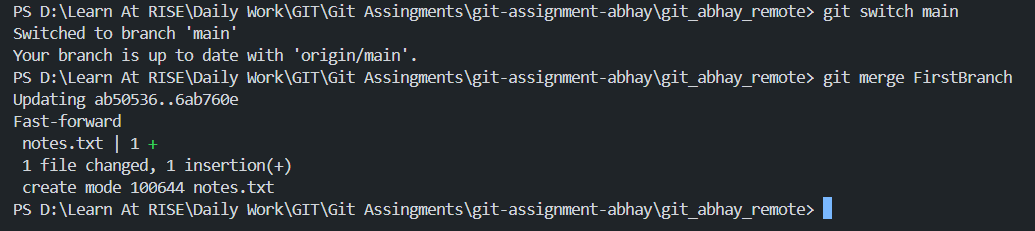 PS D:\Learn At RISE\Daily Work\GIT\Git Assingments\git-assignment-abhay\git_abhay_remote> git switch main
Switched to branch 'main'
Your branch is up to date with 'origin/main'.
PS D:\Learn At RISE\Daily Work\GIT\Git Assingments\git-assignment-abhay\git_abhay_remote> git merge FirstBranch
Updating ab50536..6ab760e
Fast-forward
 notes.txt | 1 +
 1 file changed, 1 insertion(+)
 create mode 100644 notes.txt
PS D:\Learn At RISE\Daily Work\GIT\Git Assingments\git-assignment-abhay\git_abhay_remote>